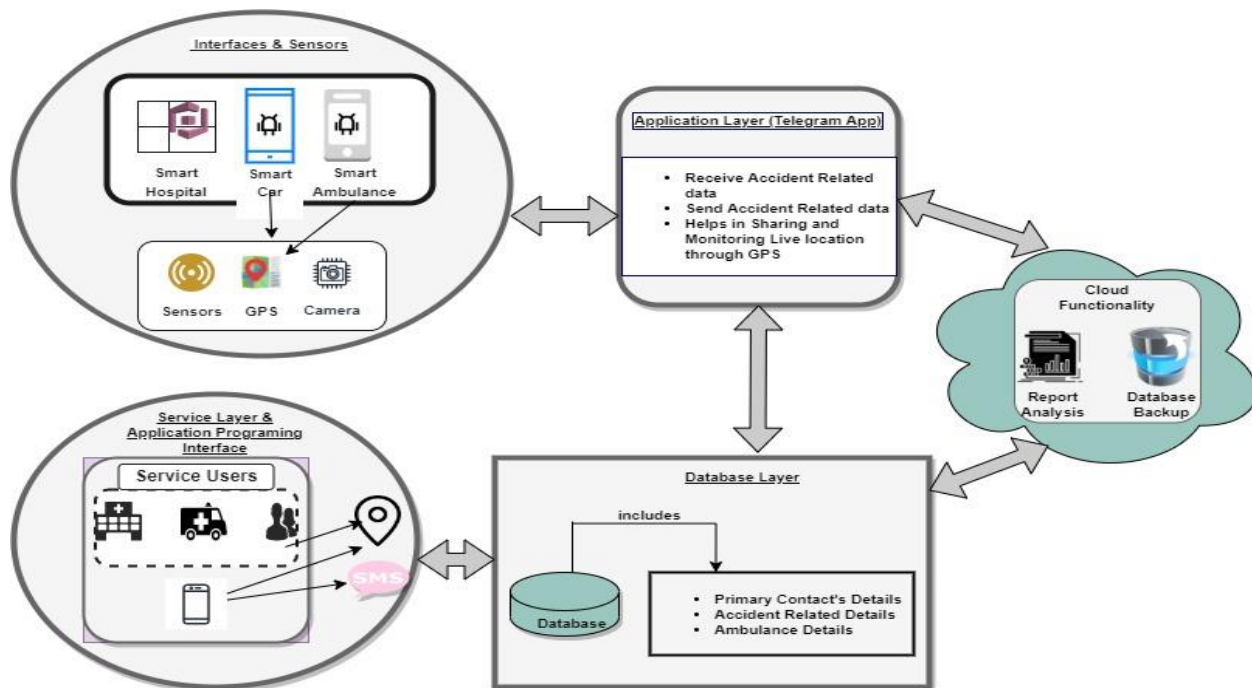 Interfaces & Sensors
Smart
Hospital
Smart
Car
Smart
Ambulance
Sensors
GPS
Camera
Application Layer (Telegram App)
• Receive Accident Related
data
• Send Accident Related data
• Helps in Sharing and
Monitoring Live location
through GPS
Cloud
Functionality
Report
Analysis
Database
Backup
Service Layer &
Application Programing
Interface
Service Users
SMS
Database Layer
includes
Database
• Primary Contact's Details
• Accident Related Details
• Ambulance Details